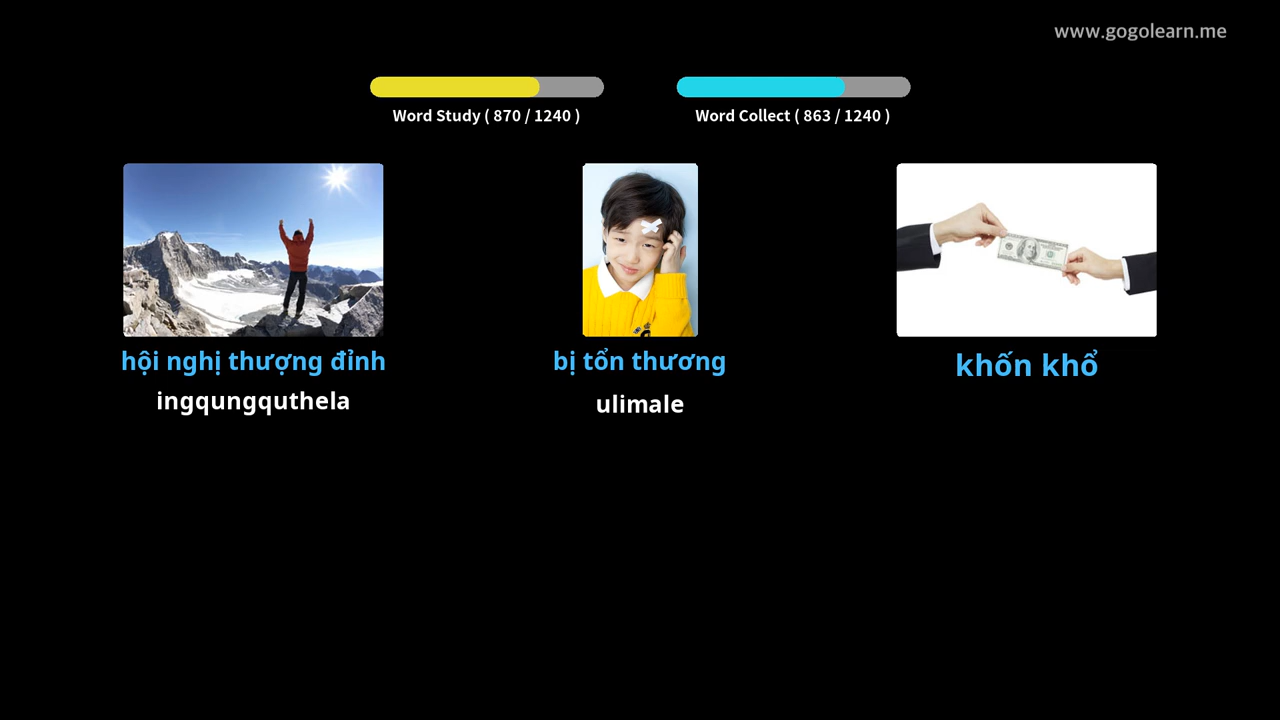 www.gogolearn.me
Word Study ( 870 / 1240 )
Word Collect ( 863 / 1240 )
hội nghị thượng đỉnh
ingqungquthela
bị tổn thương
ulimale
khốn khổ